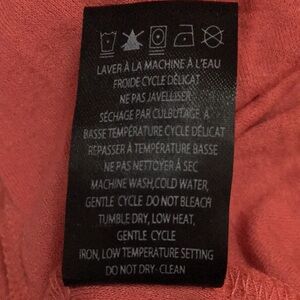 LAVER À LA MACHINE À L'EAU
FROIDE CYCLE DÉLICAT
NE PAS JAVELLISER
SÉCHAGE PAR CULBUTAGE À
BASSE TEMPÉRATURE CYCLE DÉLICAT
REPASSER À TEMPÉRATURE BASSE
NE PAS NETTOYER À SEC
MACHINE WASH,COLD WATER,
GENTLE CYCLE DO NOT BLEACH
TUMBLE DRY, LOW HEAT,
GENTLE CYCLE
IRON, LOW TEMPERATURE SETTING
DO NOT DRY- CLEAN